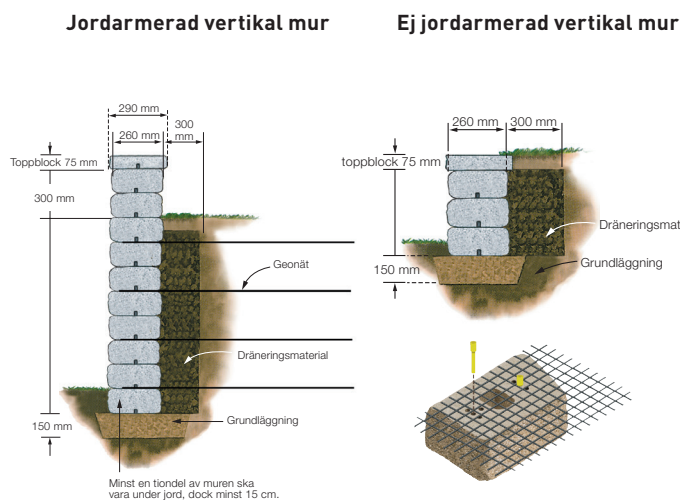 Jordarmerad vertikal mur
Ej jordarmerad vertikal mur
290 mm
260 mm
300
mm
Toppblock 75 mm
300 mm
Geonät
Dräneringsmaterial
Grundläggning
150 mm
Minst en tiondel av muren ska
vara under jord, dock minst 15 cm.
260 mm
300 mm
toppblock 75 mm
Dräneringsmat
Grundläggning
150 mm